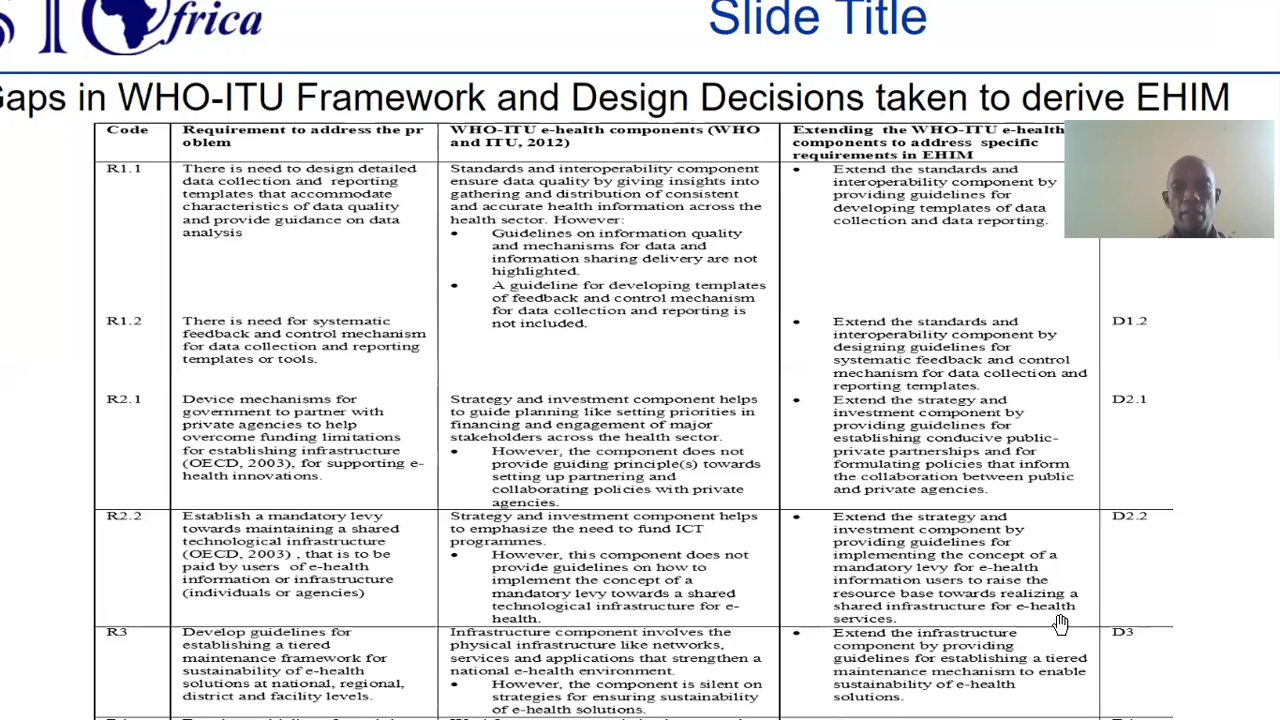 Africa
Slide Title
Gaps in WHO-ITU Framework and Design Decisions taken to derive EHIM
Code
Requirement to address the pr
oblem
WHO-ITU e-health components (WHO
and ITU, 2012)
Extending the WHO-ITU e-health
components to address specific
requirements in EHIM
R1.1
There is need to design detailed
data collection and reporting
templates that accommodate
characteristics of data quality
and provide guidance on data
analysis
Standards and interoperability component
ensure data quality by giving insights into
gathering and distribution of consistent
and accurate health information across the
health sector. However:
• Guidelines on information quality
and mechanisms for data and
information sharing delivery are not
highlighted.
• A guideline for developing templates
of feedback and control mechanism
for data collection and reporting is
not included.
• Extend the standards and
interoperability component by
providing guidelines for
developing templates of data
collection and data reporting.
R1.2
There is need for systematic
feedback and control mechanism
for data collection and reporting
templates or tools.
• Extend the standards and
interoperability component by
designing guidelines for
systematic feedback and control
mechanism for data collection and
reporting templates.
D1.2
R2.1
Device mechanisms for
government to partner with
private agencies to help
overcome funding limitations
for establishing infrastructure
(OECD, 2003), for supporting e-
health innovations.
Strategy and investment component helps
to guide planning like setting priorities in
financing and engagement of major
stakeholders across the health sector.
• However, the component does not
provide guiding principle(s) towards
setting up partnering and
collaborating policies with private
agencies.
• Extend the strategy and
investment component by
providing guidelines for
establishing conducive public-
private partnerships and for
formulating policies that inform
the collaboration between public
and private agencies.
D2.1
R2.2
Establish a mandatory levy
towards maintaining a shared
technological infrastructure
(OECD, 2003) , that is to be
paid by users of e-health
information or infrastructure
(individuals or agencies)
Strategy and investment component helps
to emphasize the need to fund ICT
programmes.
• However, this component does not
provide guidelines on how to
implement the concept of a
mandatory levy towards a shared
technological infrastructure for e-
health.
• Extend the strategy and
investment component by
providing guidelines for
implementing the concept of a
mandatory levy for e-health
information users to raise the
resource base towards realizing a
shared infrastructure for e-health
services.
D2.2
R3
Develop guidelines for
establishing a tiered
maintenance framework for
sustainability of e-health
solutions at national, regional,
district and facility levels.
Infrastructure component involves the
physical infrastructure like networks,
services and applications that strengthen a
national e-health environment.
• However, the component is silent on
strategies for ensuring sustainability
of e-health solutions.
• Extend the infrastructure
component by providing
guidelines for establishing a tiered
maintenance mechanism to enable
sustainability of e-health
solutions.
D3